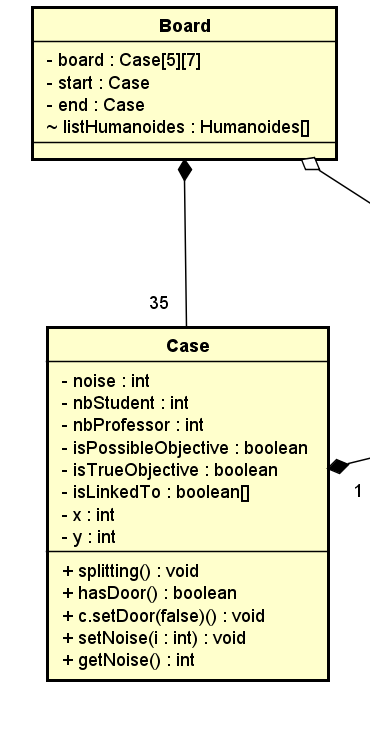 Board
- board : Case[5][7]
- start : Case
- end : Case
~ listHumanoides : Humanoides[]
35
Case
- noise : int
- nbStudent : int
- nbProfessor : int
- isPossibleObjective : boolean
- isTrueObjective : boolean
- isLinkedTo : boolean[]
- x : int
- y : int
1
+ splitting() : void
+ hasDoor() : boolean
+ c.setDoor(false)() : void
+ setNoise(i : int) : void
+ getNoise() : int